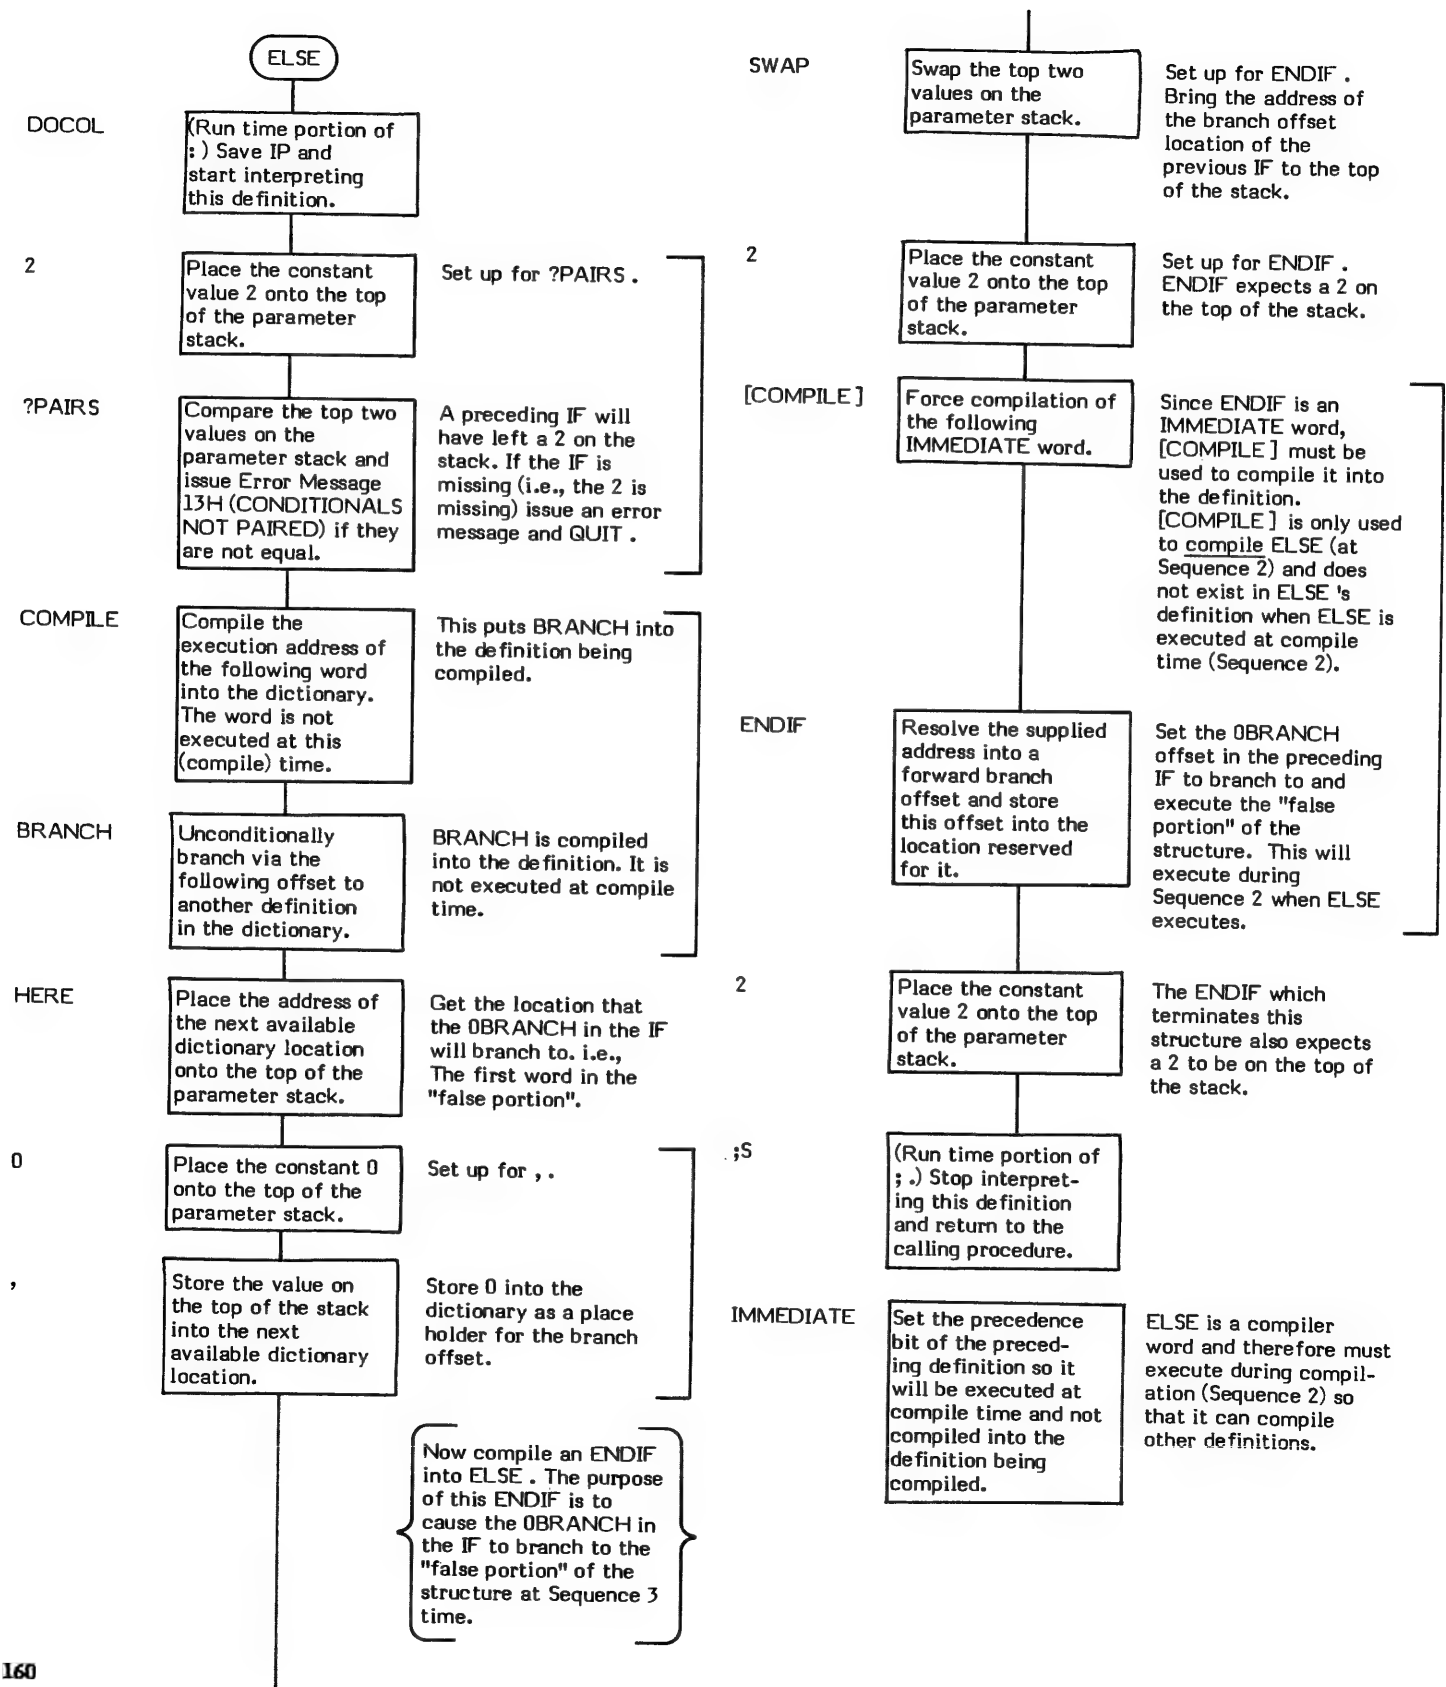 ELSE
DOCOL
(Run time portion of
: ) Save IP and
start interpreting
this definition.
2
Place the constant
value 2 onto the top
of the parameter
stack.
Set up for ?PAIRS .
?PAIRS
Compare the top two
values on the
parameter stack and
issue Error Message
13H (CONDITIONALS
NOT PAIRED) if they
are not equal.
A preceding IF will
have left a 2 on the
stack. If the IF is
missing (i.e., the 2 is
missing) issue an error
message and QUIT .
COMPILE
Compile the
execution address of
the following word
into the dictionary.
The word is not
executed at this
(compile) time.
This puts BRANCH into
the definition being
compiled.
BRANCH
Unconditionally
branch via the
following offset to
another definition
in the dictionary.
BRANCH is compiled
into the definition. It is
not executed at compile
time.
HERE
Place the address of
the next available
dictionary location
onto the top of the
parameter stack.
Get the location that
the 0BRANCH in the IF
will branch to. i.e.,
The first word in the
"false portion".
0
Place the constant 0
onto the top of the
parameter stack.
Set up for , .
,
Store the value on
the top of the stack
into the next
available dictionary
location.
Store 0 into the
dictionary as a place
holder for the branch
offset.
Now compile an ENDIF
into ELSE . The purpose
of this ENDIF is to
cause the 0BRANCH in
the IF to branch to the
"false portion" of the
structure at Sequence 3
time.
160
SWAP
Swap the top two
values on the
parameter stack.
Set up for ENDIF .
Bring the address of
the branch offset
location of the
previous IF to the top
of the stack.
2
Place the constant
value 2 onto the top
of the parameter
stack.
Set up for ENDIF .
ENDIF expects a 2 on
the top of the stack.
[COMPILE ]
Force compilation of
the following
IMMEDIATE word.
Since ENDIF is an
IMMEDIATE word,
[COMPILE ] must be
used to compile it into
the definition.
[COMPILE ] is only used
to compile ELSE (at
Sequence 2) and does
not exist in ELSE 's
definition when ELSE is
executed at compile
time (Sequence 2).
ENDIF
Resolve the supplied
address into a
forward branch
offset and store
this offset into the
location reserved
for it.
Set the 0BRANCH
offset in the preceding
IF to branch to and
execute the "false
portion" of the
structure. This will
execute during
Sequence 2 when ELSE
executes.
2
Place the constant
value 2 onto the top
of the parameter
stack.
The ENDIF which
terminates this
structure also expects
a 2 to be on the top of
the stack.
;S
(Run time portion of
; .) Stop interpret-
ing this definition
and return to the
calling procedure.
IMMEDIATE
Set the precedence
bit of the preced-
ing definition so it
will be executed at
compile time and not
compiled into the
definition being
compiled.
ELSE is a compiler
word and therefore must
execute during compil-
ation (Sequence 2) so
that it can compile
other definitions.